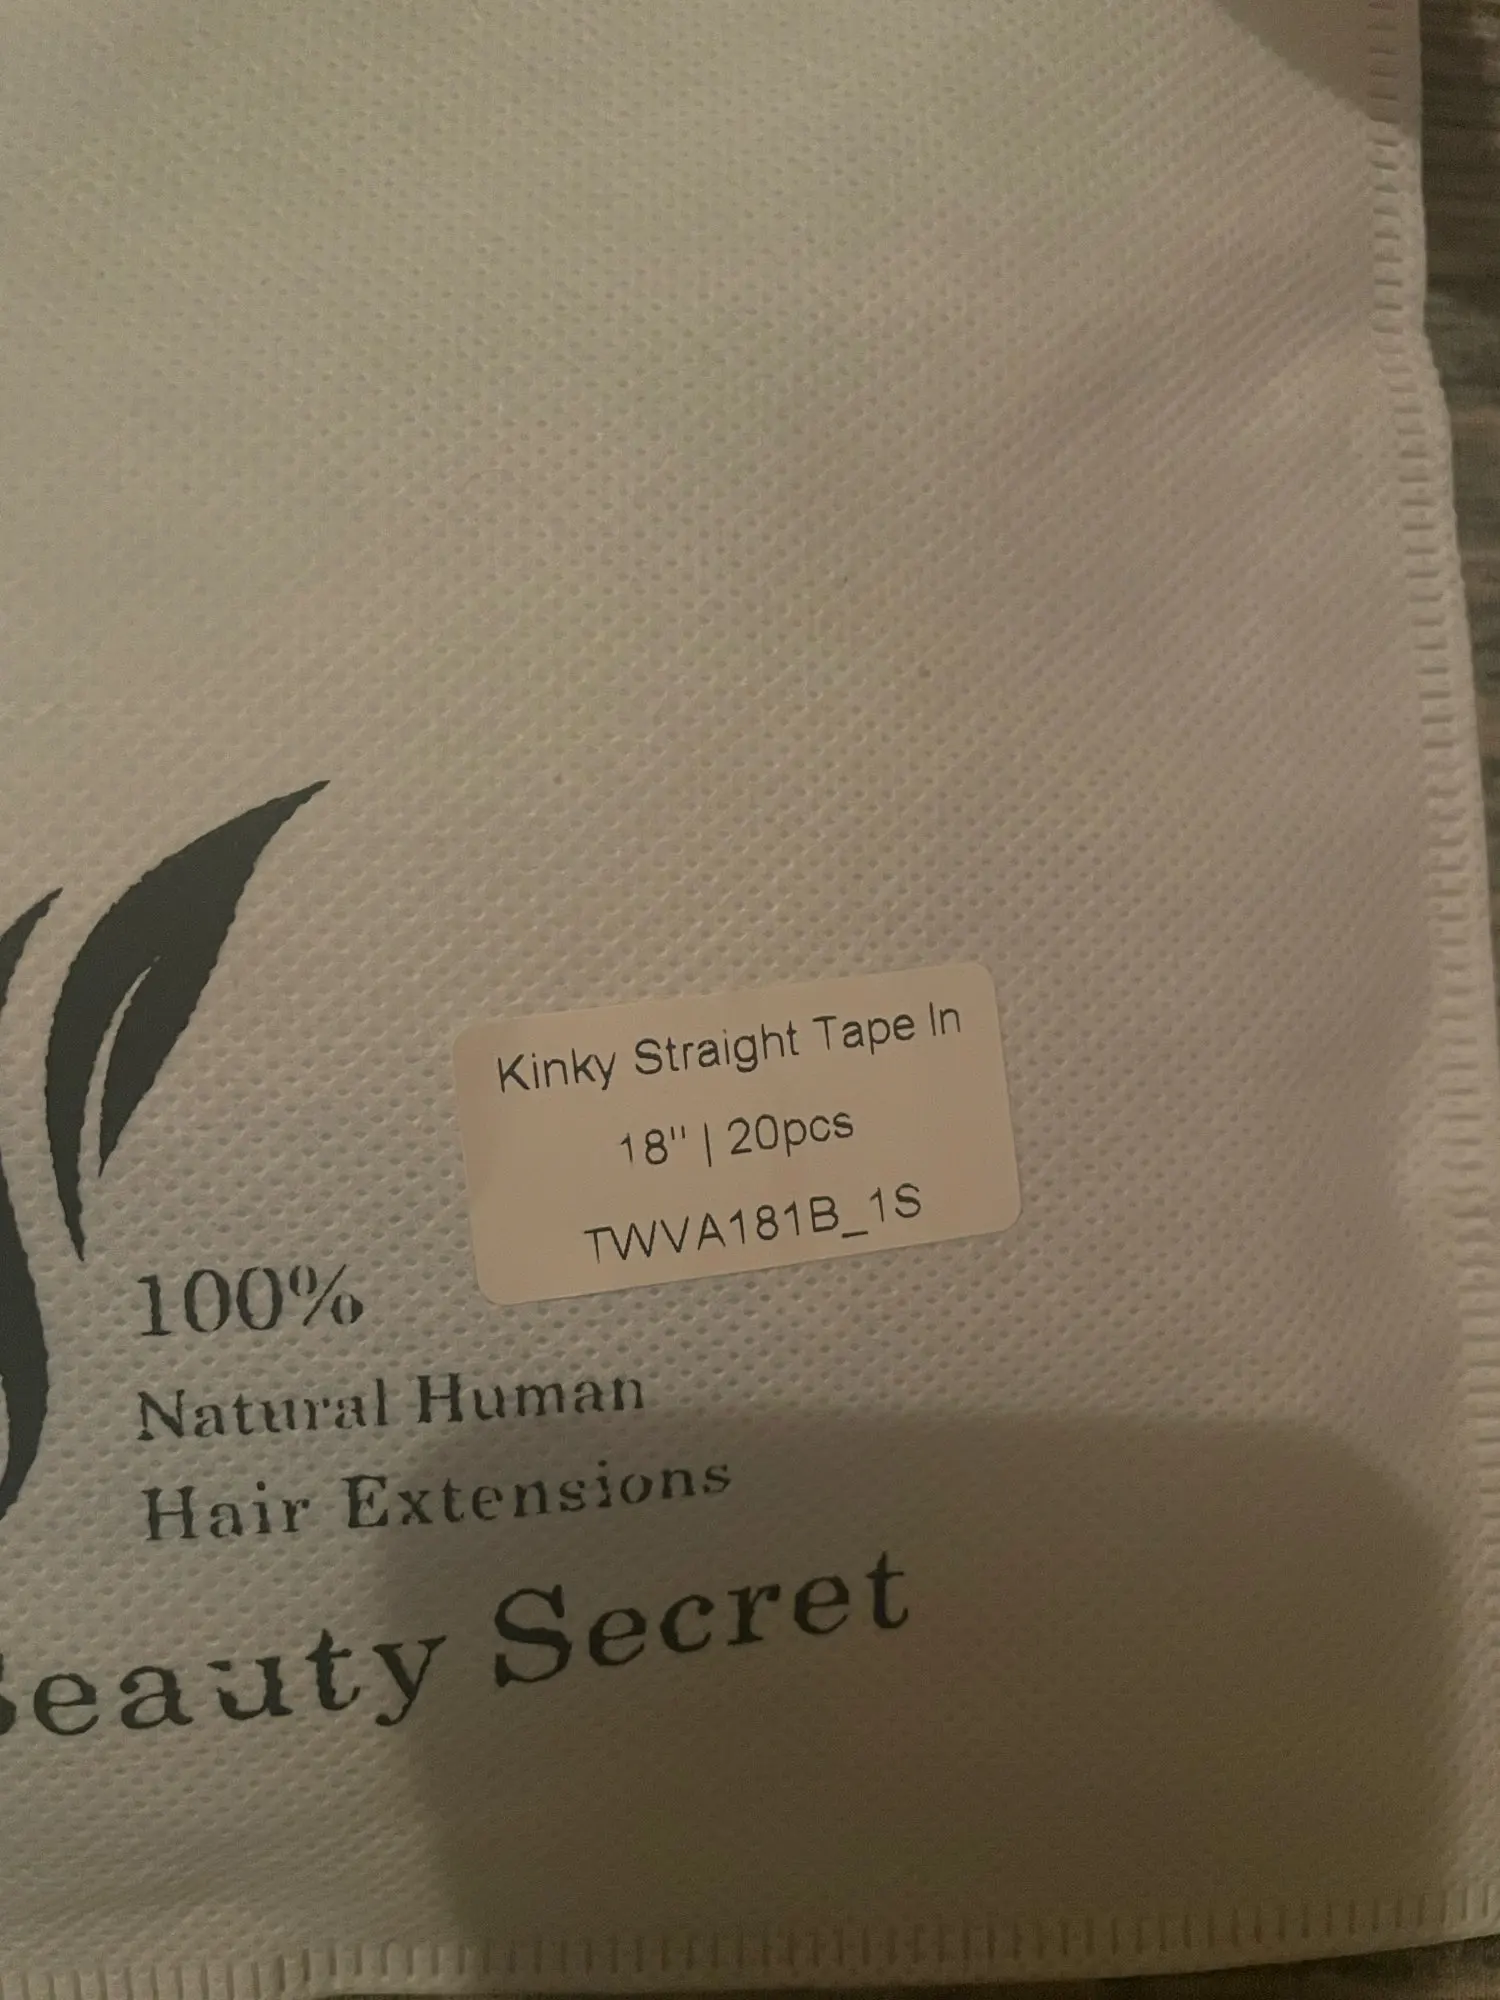 Kinky Straight Tape In
18" | 20pcs
TWVA181B_1S
100%
Natural Human
Hair Extensions
Secret